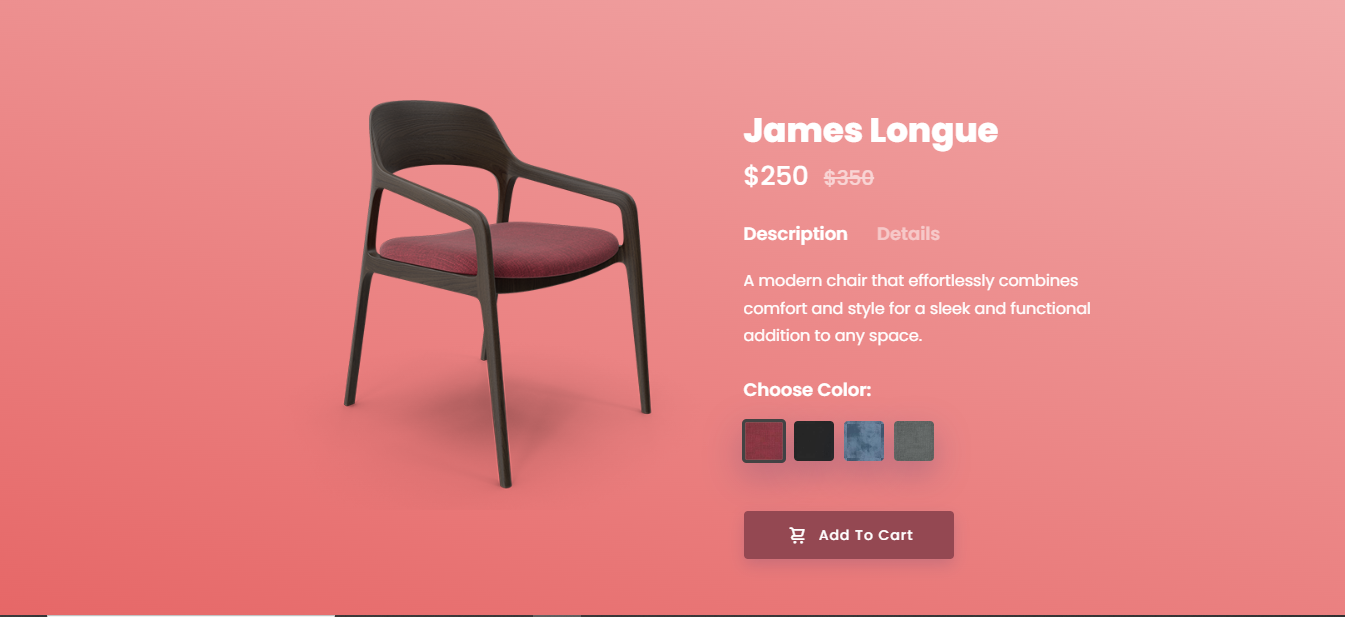 James Longue
$250 $350
Description Details
A modern chair that effortlessly combines
comfort and style for a sleek and functional
addition to any space.
Choose Color:
Add To Cart